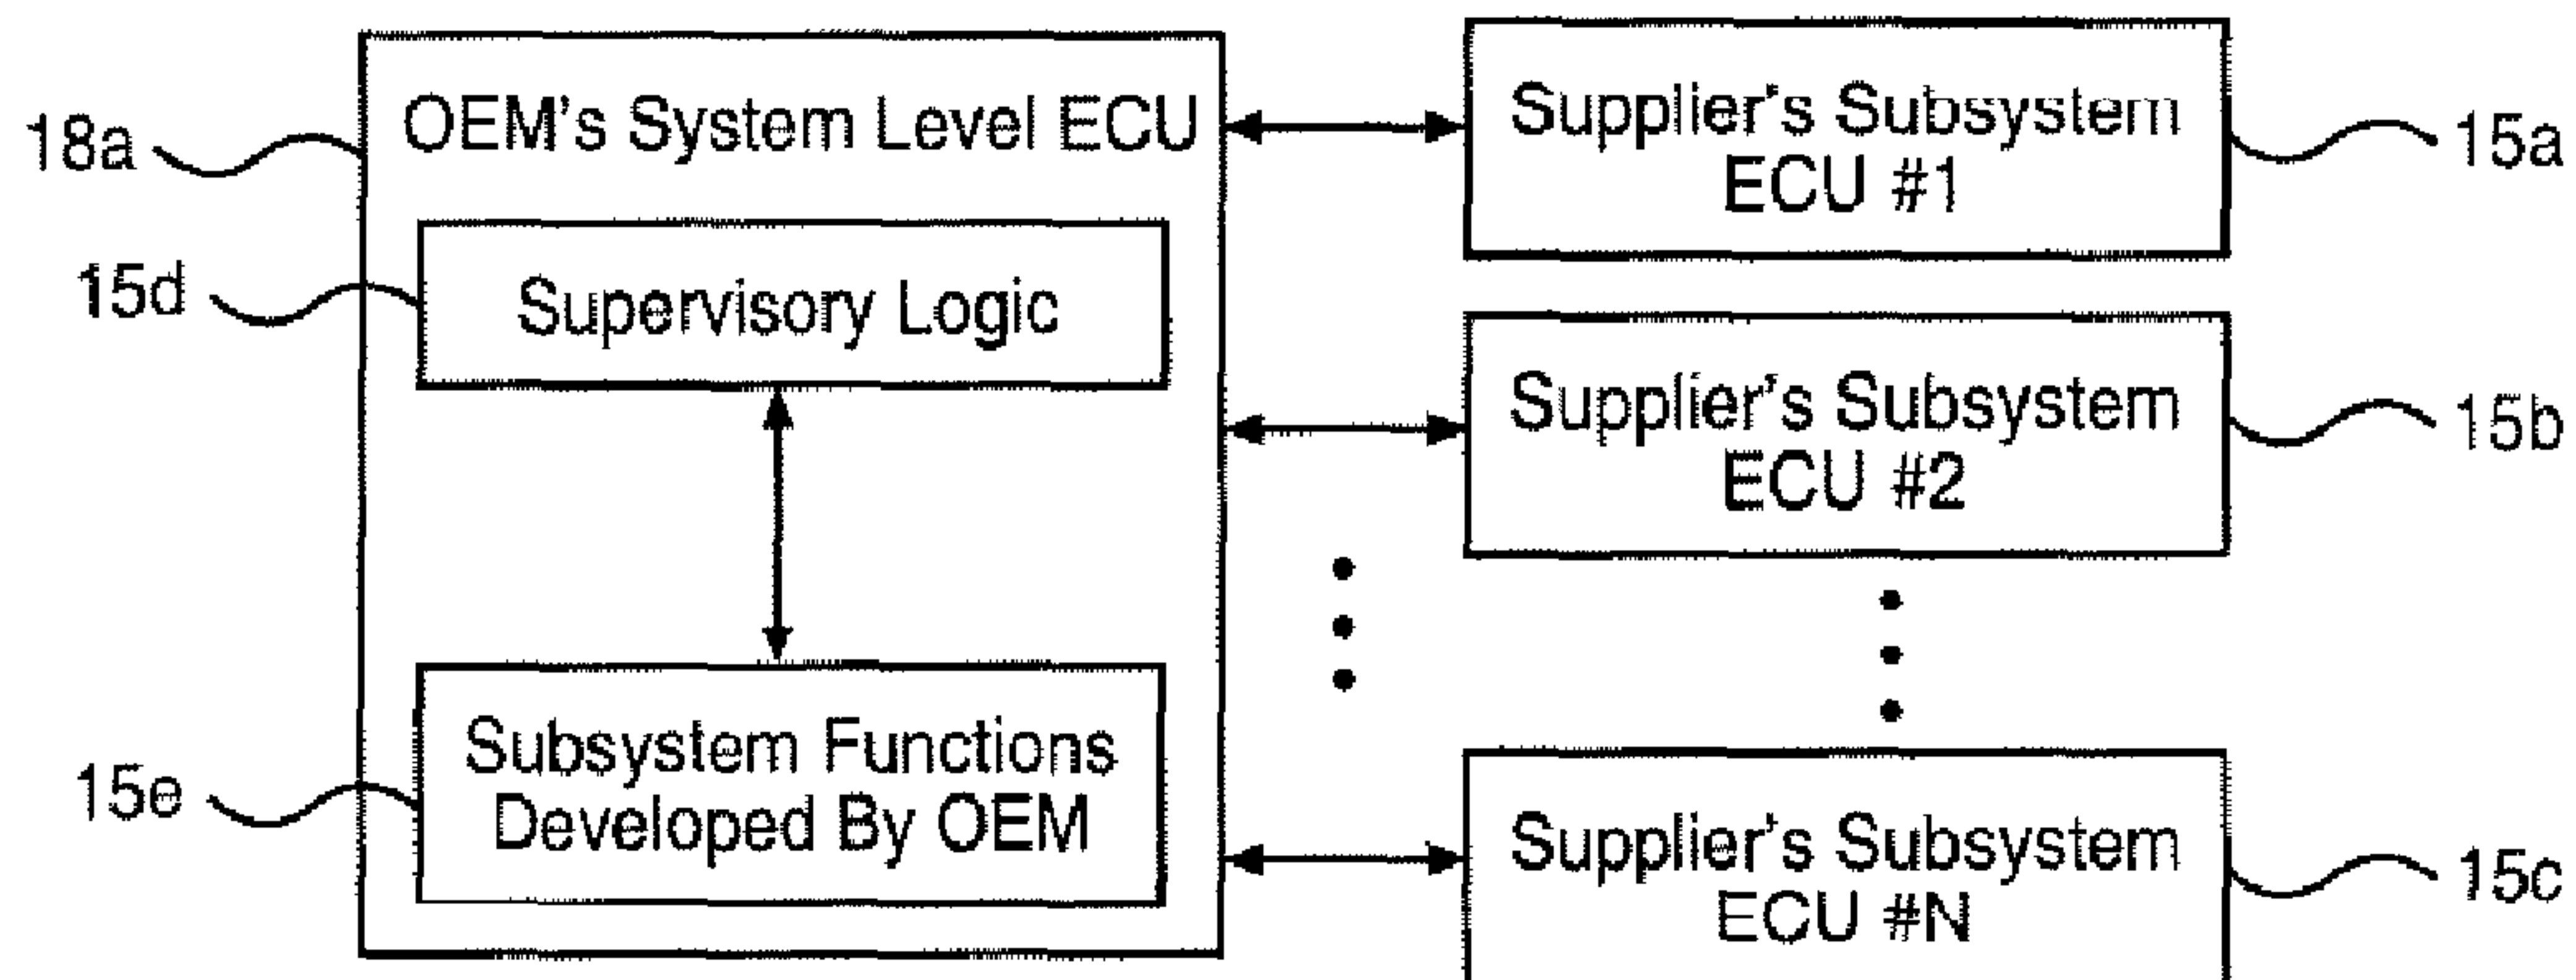 18a
OEM's System Level ECU
15d
Supervisory Logic
15e
Subsystem Functions
Developed By OEM
Supplier's Subsystem
ECU #1
15a
Supplier's Subsystem
ECU #2
15b
Supplier's Subsystem
ECU #N
15c